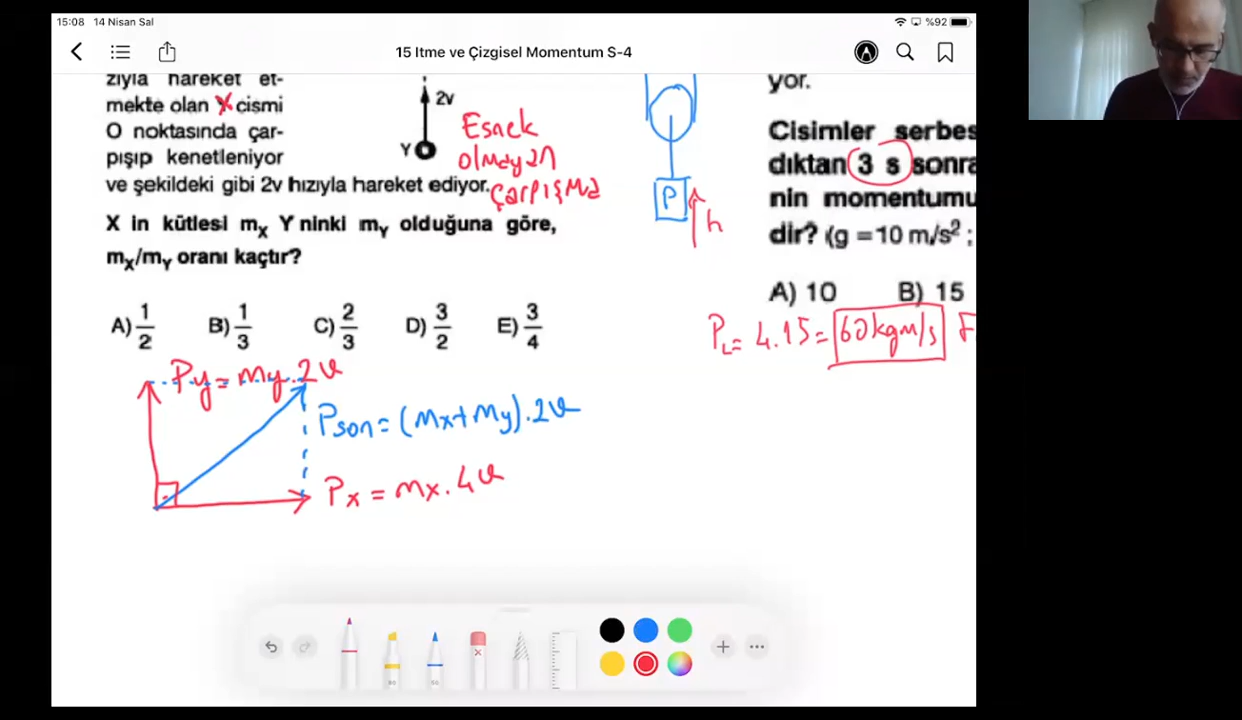 15:08 14 Nisan Sal
%92
15 Itme ve Çizgisel Momentum S-4
zıyla hareket et-
mekte olan X cismi
O noktasında çar-
pışıp kenetleniyor
ve şekildeki gibi 2v hızıyla hareket ediyor.
2v
Y
Esnek
olmayan
çarpışma
X in kütlesi mX Y ninki mY olduğuna göre,
mX/mY oranı kaçtır?
A) 1/2 B) 1/3 C) 2/3 D) 3/2 E) 3/4
Py = my.2v
Pson = (mx+my).2v
Px = mx.4v
P
h
yor.
Cisimler serbes
dıktan 3 s sonra
nin momentumu
dir? (g = 10 m/s² ;
A) 10 B) 15
PL = 4.15 = 60 kgm/s